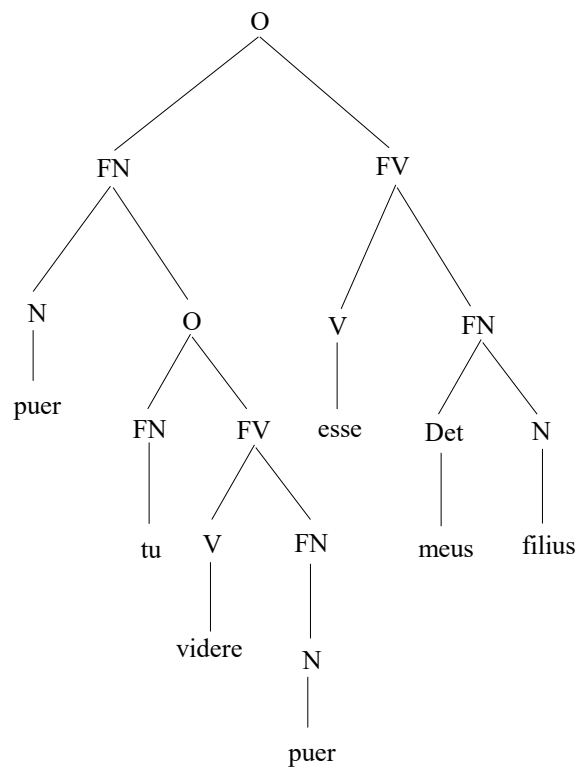 O
FN FV
N O V FN
puer FN FV esse Det N
tu V FN meus filius
videre N
puer